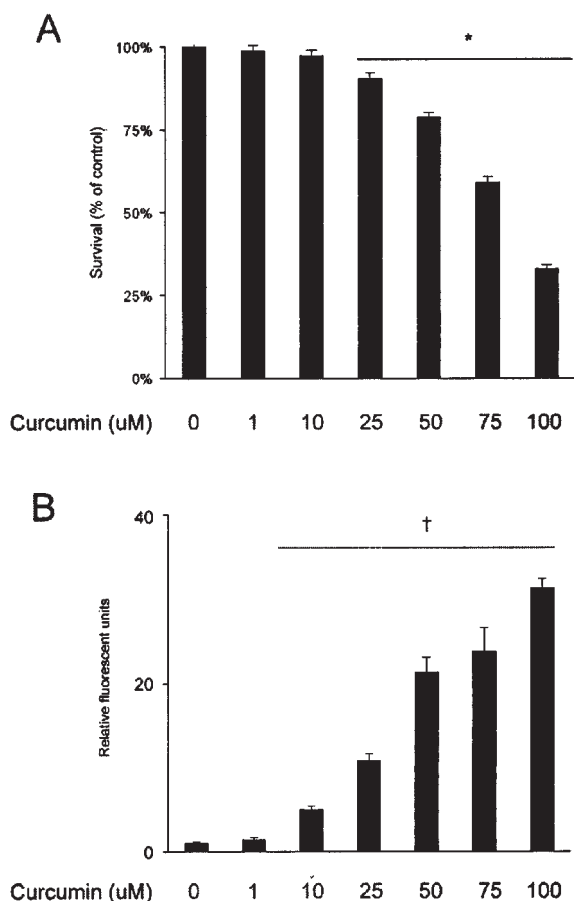 A
*
100%
75%
50%
25%
0%
Survival (% of control)
Curcumin (uM) 0 1 10 25 50 75 100
B
†
40
20
0
Relative fluorescent units
Curcumin (uM) 0 1 10 25 50 75 100